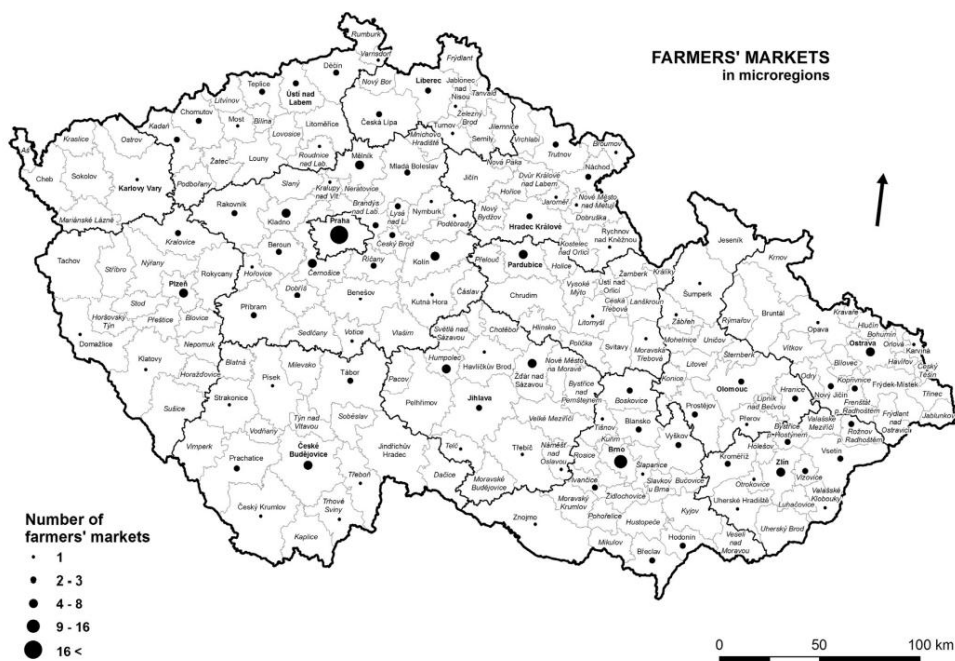 FARMERS' MARKETS
in microregions
Rumburk
Varnsdorf
Děčín
Frýdlant
Teplice
Ústí nad
Labem
Nový Bor
Liberec
Jablonec
nad
Nisou
Tanvald
Litvínov
Chomutov
Most
Bílina
Litoměřice
Česká Lípa
Železný
Brod
Turnov
Jilemnice
Semily
Vrchlabí
Trutnov
Broumov
Kadaň
Lovosice
Roudnice
nad Lab.
Mnichovo
Hradiště
Kraslice
Ostrov
Aš
Sokolov
Cheb
Karlovy Vary
Podbořany
Žatec
Louny
Mělník
Mladá Boleslav
Jičín
Nová Paka
Dvůr Králové
nad Labem
Náchod
Hořice
Jaroměř
Nové Město
nad Metují
Slaný
Kralupy
nad Vlt.
Neratovice
Brandýs
nad Lab.
Lysá
nad L.
Nymburk
Poděbrady
Nový
Bydžov
Dobruška
Hradec Králové
Rychnov
nad Kněžnou
Mariánské Lázně
Rakovník
Kladno
Praha
Český Brod
Kostelec
nad Orlicí
Kralovice
Beroun
Říčany
Kolín
Přelouč
Pardubice
Holice
Žamberk
Králíky
Jeseník
Tachov
Stříbro
Nýřany
Rokycany
Hořovice
Černošice
Vysoké
Mýto
Ústí nad
Orlicí
Krnov
Plzeň
Dobříš
Benešov
Kutná Hora
Čáslav
Chrudim
Česká
Třebová
Lanškroun
Šumperk
Rýmařov
Bruntál
Stod
Blovice
Příbram
Horšovský
Týn
Přeštice
Sedlčany
Votice
Vlašim
Světlá nad
Sázavou
Chotěboř
Hlinsko
Litomyšl
Polička
Svitavy
Moravská
Třebová
Zábřeh
Mohelnice
Uničov
Opava
Kravaře
Hlučín
Bohumín
Orlová
Ostrava
Karviná
Havířov
Český
Těšín
Domažlice
Nepomuk
Klatovy
Horažďovice
Blatná
Milevsko
Humpolec
Havlíčkův Brod
Žďár nad
Sázavou
Nové Město
na Moravě
Šternberk
Vítkov
Bílovec
Litovel
Odry
Kopřivnice
Nový Jičín
Frýdek-Místek
Třinec
Strakonice
Písek
Tábor
Pacov
Pelhřimov
Jihlava
Bystřice
nad
Pernštejnem
Boskovice
Konice
Olomouc
Hranice
Lipník
nad Bečvou
Frenštát
p. Radhoštěm
Frýdlant
nad
Ostravicí
Jablunkov
Sušice
Týn nad
Vltavou
Soběslav
Velké Meziříčí
Prostějov
Přerov
Valašské
Meziříčí
Rožnov
p. Radhoštěm
Vimperk
Vodňany
Blansko
Tišnov
Kuřim
Vyškov
Bystřice
p. Hostýnem
Holešov
Vsetín
Prachatice
České
Budějovice
Jindřichův
Hradec
Telč
Třebíč
Náměšť
nad
Oslavou
Rosice
Brno
Šlapanice
Slavkov
u Brna
Bučovice
Kroměříž
Zlín
Vizovice
Třeboň
Dačice
Moravské
Budějovice
Ivančice
Židlochovice
Otrokovice
Valašské
Klobouky
Český Krumlov
Trhové
Sviny
Moravský
Krumlov
Pohořelice
Hustopeče
Kyjov
Uherské Hradiště
Luhačovice
Kaplice
Znojmo
Mikulov
Hodonín
Veselí
nad
Moravou
Uherský Brod
Břeclav
Number of
farmers' markets
1
2 - 3
4 - 8
9 - 16
16 <
0 50 100 km